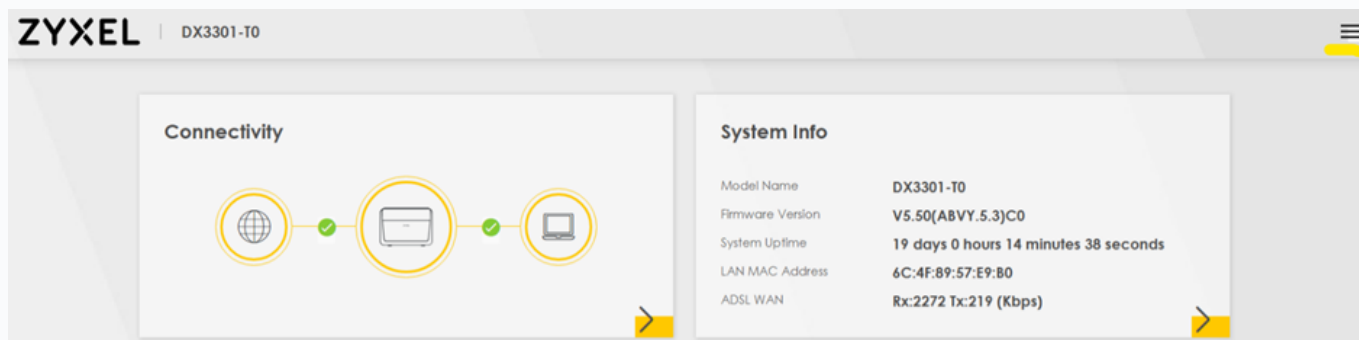 ZYXEL DX3301-T0
Connectivity
System Info
Model Name DX3301-T0
Firmware Version V5.50(ABVY.5.3)C0
System Uptime 19 days 0 hours 14 minutes 38 seconds
LAN MAC Address 6C:4F:89:57:E9:B0
ADSL WAN Rx:2272 Tx:219 (Kbps)